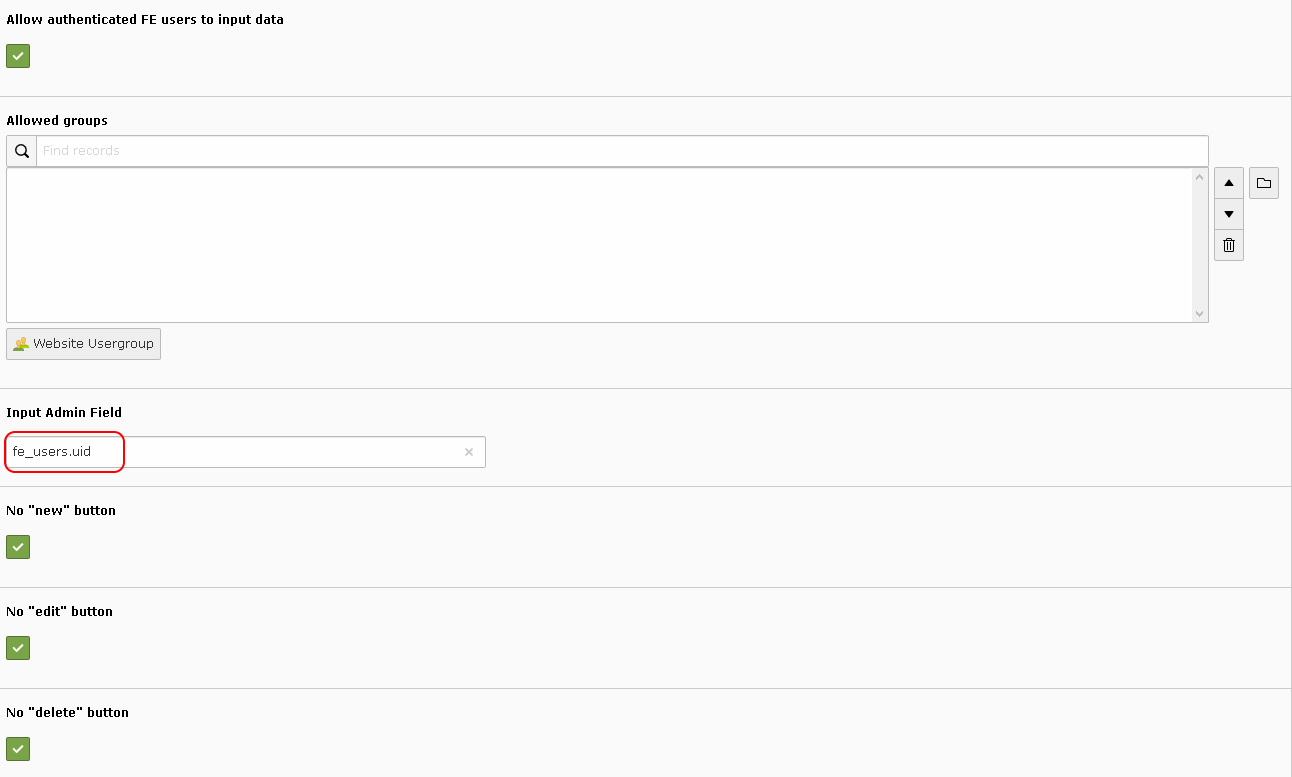 Allow authenticated FE users to input data
Allowed groups
Find records
Website Usergroup
Input Admin Field
fe_users.uid
No "new" button
No "edit" button
No "delete" button